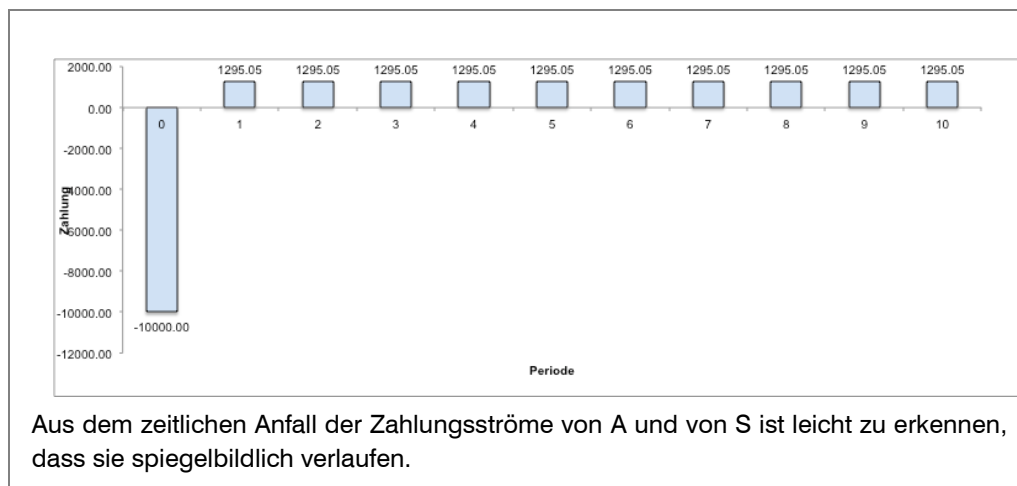 2000.00
1295.05 1295.05 1295.05 1295.05 1295.05 1295.05 1295.05 1295.05 1295.05 1295.05
0.00
0 1 2 3 4 5 6 7 8 9 10
-2000.00
-4000.00
Zahlung
-6000.00
-8000.00
-10000.00
-10000.00
-12000.00
Periode
Aus dem zeitlichen Anfall der Zahlungsströme von A und von S ist leicht zu erkennen,
dass sie spiegelbildlich verlaufen.